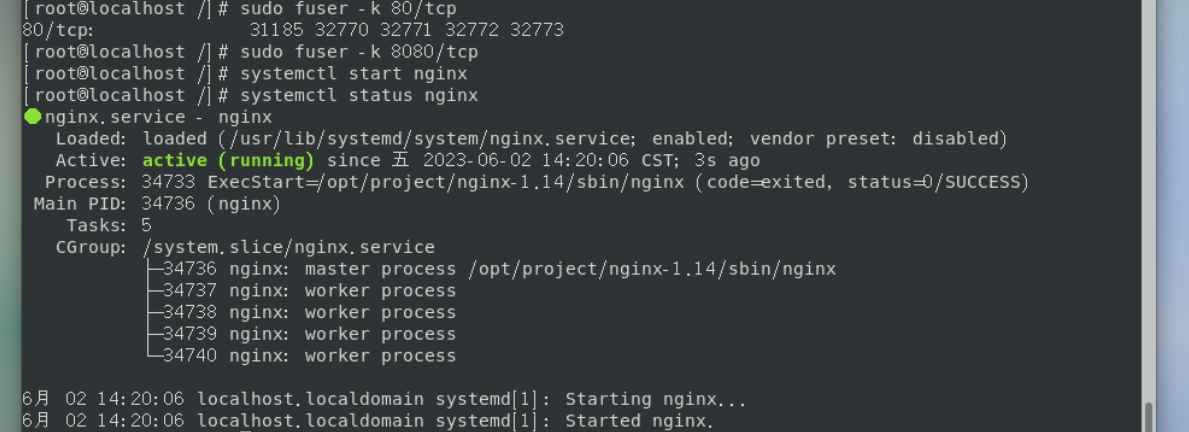 [root@localhost /]# sudo fuser -k 80/tcp
80/tcp:              31185 32770 32771 32772 32773
[root@localhost /]# sudo fuser -k 8080/tcp
[root@localhost /]# systemctl start nginx
[root@localhost /]# systemctl status nginx
● nginx.service - nginx
   Loaded: loaded (/usr/lib/systemd/system/nginx.service; enabled; vendor preset: disabled)
   Active: active (running) since 五 2023-06-02 14:20:06 CST; 3s ago
  Process: 34733 ExecStart=/opt/project/nginx-1.14/sbin/nginx (code=exited, status=0/SUCCESS)
 Main PID: 34736 (nginx)
    Tasks: 5
   CGroup: /system.slice/nginx.service
           ├─34736 nginx: master process /opt/project/nginx-1.14/sbin/nginx
           ├─34737 nginx: worker process
           ├─34738 nginx: worker process
           ├─34739 nginx: worker process
           └─34740 nginx: worker process
6月 02 14:20:06 localhost.localdomain systemd[1]: Starting nginx...
6月 02 14:20:06 localhost.localdomain systemd[1]: Started nginx.